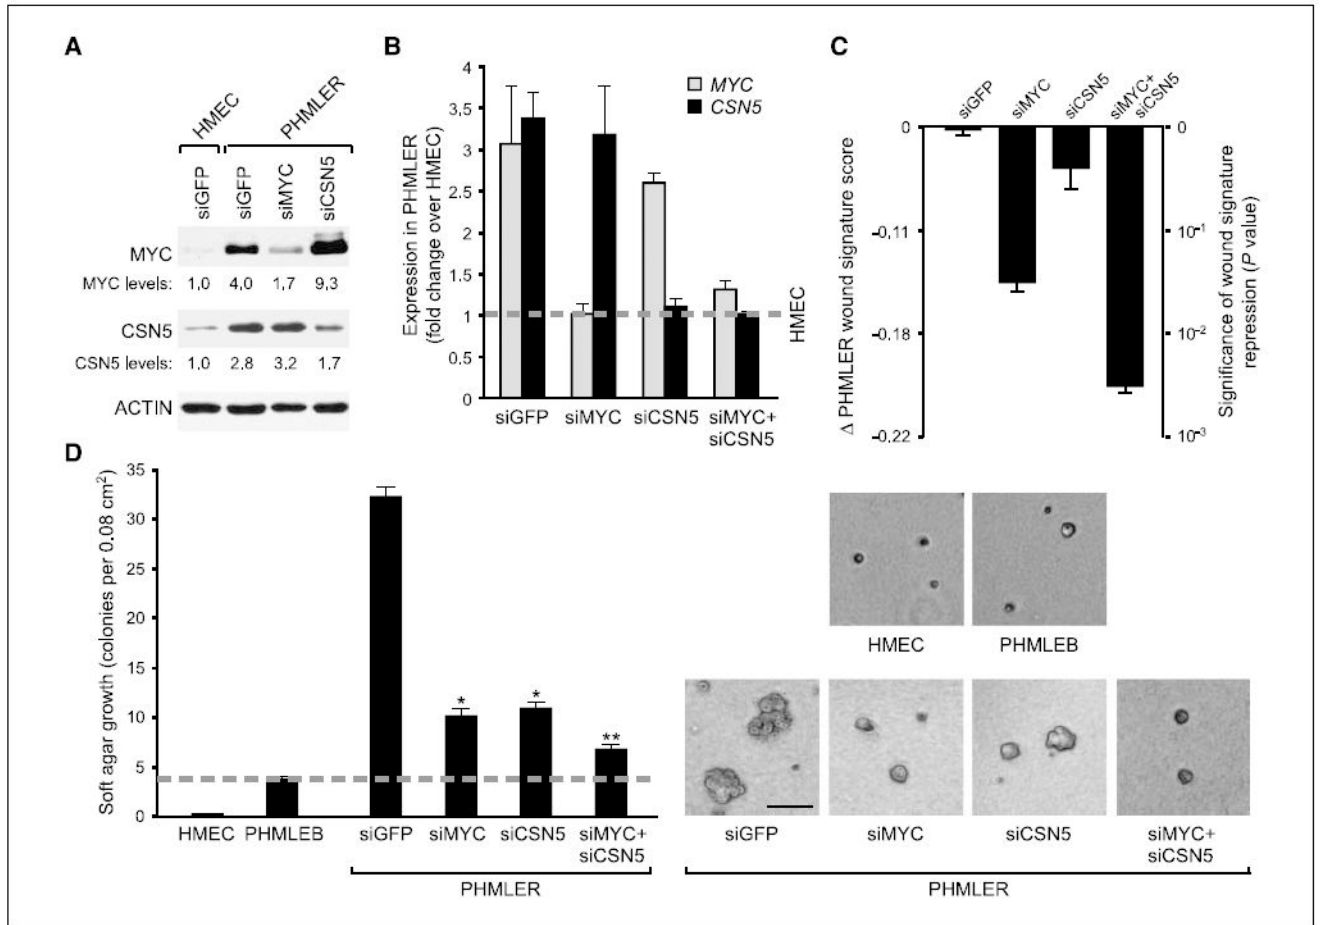 A
HMEC
PHMLER
siGFP
siGFP
siMYC
siCSN5
MYC
MYC levels: 1,0 4,0 1,7 9,3
CSN5
CSN5 levels: 1,0 2,8 3,2 1,7
ACTIN
B
Expression in PHMLER
(fold change over HMEC)
4
3,5
3
2,5
2
1,5
1
0,5
0
MYC
CSN5
HMEC
siGFP
siMYC
siCSN5
siMYC+
siCSN5
C
siGFP
siMYC
siCSN5
siMYC+
siCSN5
Δ PHMLER wound signature score
0
-0,11
-0,18
-0,22
0
10⁻¹
10⁻²
10⁻³
Significance of wound signature
repression (P value)
D
Soft agar growth (colonies per 0.08 cm²)
35
30
25
20
15
10
5
0
*
*
**
HMEC
PHMLEB
siGFP
siMYC
siCSN5
siMYC+
siCSN5
PHMLER
HMEC
PHMLEB
siGFP
siMYC
siCSN5
siMYC+
siCSN5
PHMLER